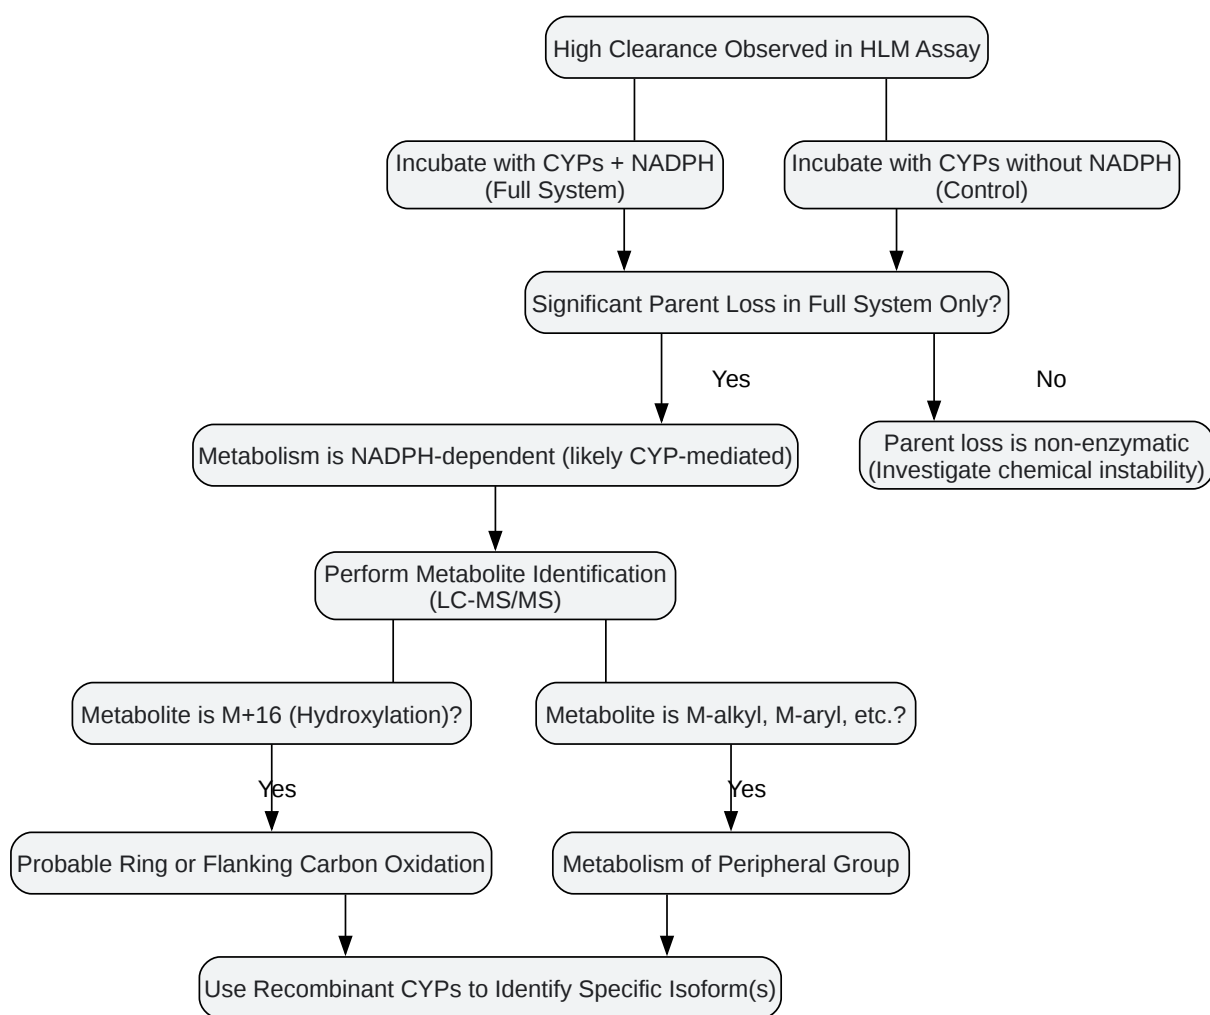 High Clearance Observed in HLM Assay
Incubate with CYPs + NADPH
(Full System)
Incubate with CYPs without NADPH
(Control)
Significant Parent Loss in Full System Only?
Yes
No
Metabolism is NADPH-dependent (likely CYP-mediated)
Parent loss is non-enzymatic
(Investigate chemical instability)
Perform Metabolite Identification
(LC-MS/MS)
Metabolite is M+16 (Hydroxylation)?
Metabolite is M-alkyl, M-aryl, etc.?
Yes
Yes
Probable Ring or Flanking Carbon Oxidation
Metabolism of Peripheral Group
Use Recombinant CYPs to Identify Specific Isoform(s)